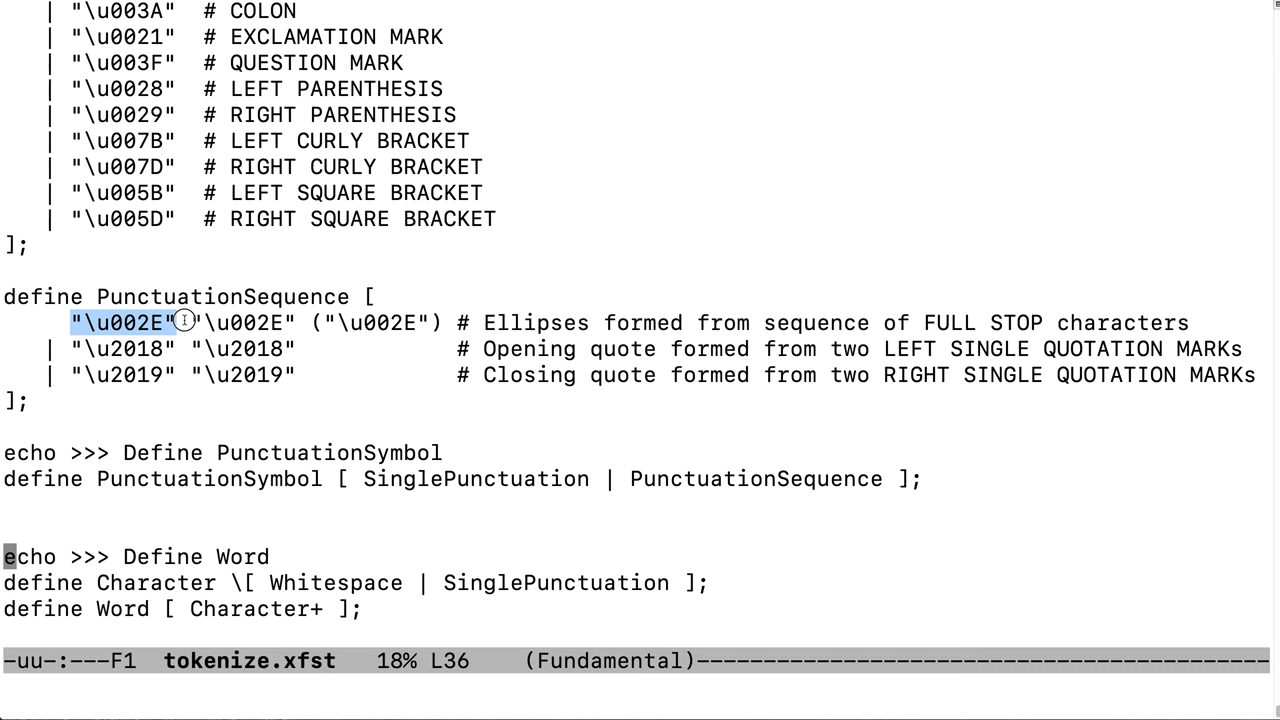 | "\u003A" # COLON
| "\u0021" # EXCLAMATION MARK
| "\u003F" # QUESTION MARK
| "\u0028" # LEFT PARENTHESIS
| "\u0029" # RIGHT PARENTHESIS
| "\u007B" # LEFT CURLY BRACKET
| "\u007D" # RIGHT CURLY BRACKET
| "\u005B" # LEFT SQUARE BRACKET
| "\u005D" # RIGHT SQUARE BRACKET
];
define PunctuationSequence [
"\u002E" "\u002E" ("\u002E") # Ellipses formed from sequence of FULL STOP characters
| "\u2018" "\u2018" # Opening quote formed from two LEFT SINGLE QUOTATION MARKs
| "\u2019" "\u2019" # Closing quote formed from two RIGHT SINGLE QUOTATION MARKs
];
echo >>> Define PunctuationSymbol
define PunctuationSymbol [ SinglePunctuation | PunctuationSequence ];
echo >>> Define Word
define Character \[ Whitespace | SinglePunctuation ];
define Word [ Character+ ];
-uu-:---F1 tokenize.xfst 18% L36 (Fundamental)-------------------------------------------